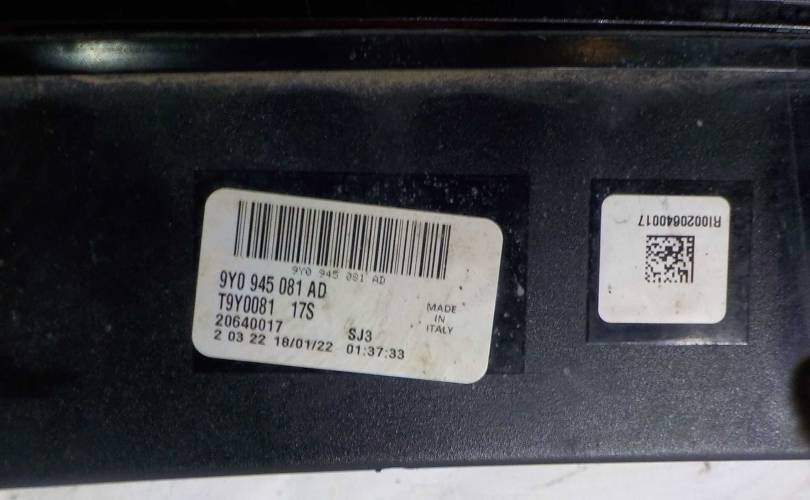 9Y0 945 081 AD
9Y0 945 081 AD
T9Y0081 17S
20640017 SJ3
2 03 22 18/01/22 01:37:33
MADE
IN
ITALY
RI0020640017